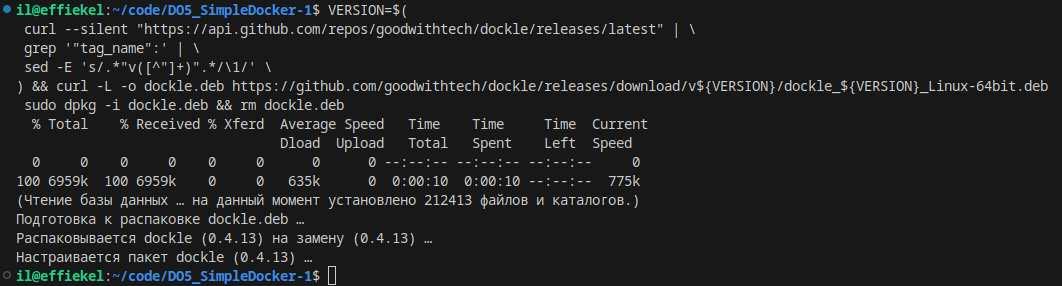 il@effiekel:~/code/DO5_SimpleDocker-1$ VERSION=$(
 curl --silent "https://api.github.com/repos/goodwithtech/dockle/releases/latest" | \
 grep '"tag_name":' | \
 sed -E 's/.*"v([^"]+)".*/\1/' \
) && curl -L -o dockle.deb https://github.com/goodwithtech/dockle/releases/download/v${VERSION}/dockle_${VERSION}_Linux-64bit.deb
 sudo dpkg -i dockle.deb && rm dockle.deb
  % Total    % Received % Xferd  Average Speed   Time    Time     Time  Current
                                 Dload  Upload   Total   Spent    Left  Speed
  0     0    0     0    0     0      0      0 --:--:-- --:--:-- --:--:--     0
100 6959k  100 6959k    0     0   635k      0  0:00:10  0:00:10 --:--:--  775k
(Чтение базы данных … на данный момент установлено 212413 файлов и каталогов.)
Подготовка к распаковке dockle.deb …
Распаковывается dockle (0.4.13) на замену (0.4.13) …
Настраивается пакет dockle (0.4.13) …
il@effiekel:~/code/DO5_SimpleDocker-1$